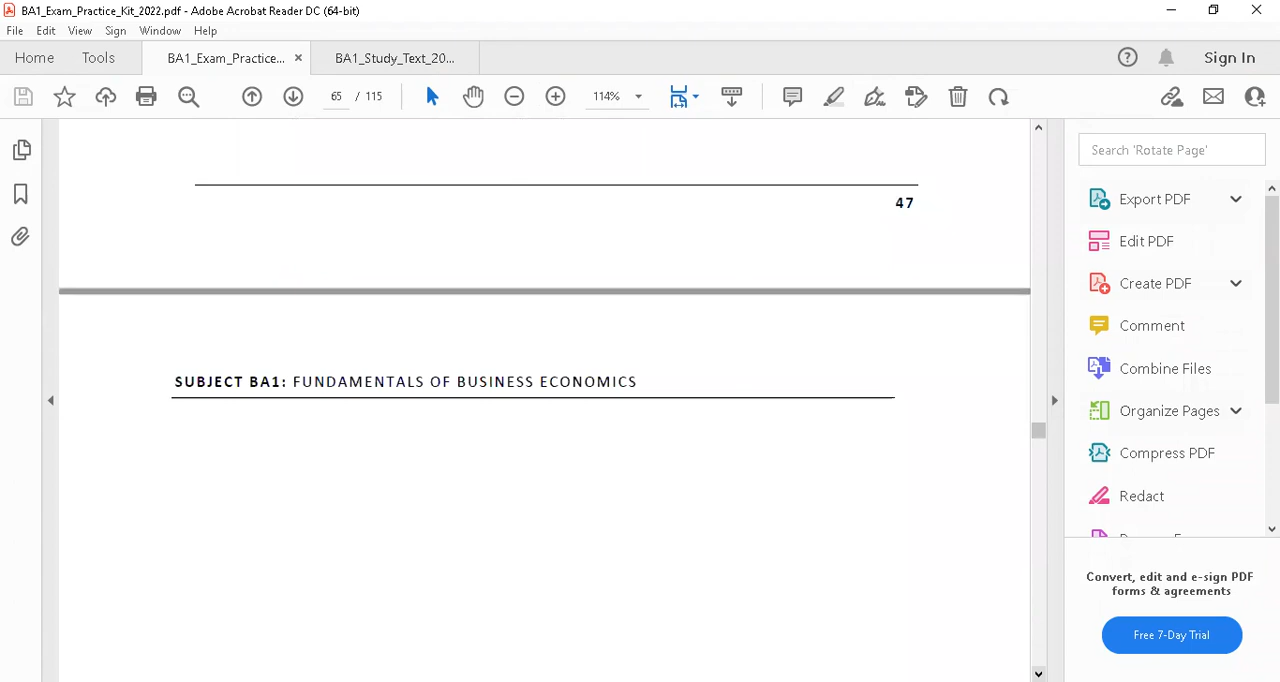 BA1_Exam_Practice_Kit_2022.pdf - Adobe Acrobat Reader DC (64-bit)
File Edit View Sign Window Help
Home Tools BA1_Exam_Practice... × BA1_Study_Text_20... Sign In
65 / 115 114%
47
SUBJECT BA1: FUNDAMENTALS OF BUSINESS ECONOMICS
Search 'Rotate Page'
Export PDF
Edit PDF
Create PDF
Comment
Combine Files
Organize Pages
Compress PDF
Redact
Convert, edit and e-sign PDF
forms & agreements
Free 7-Day Trial